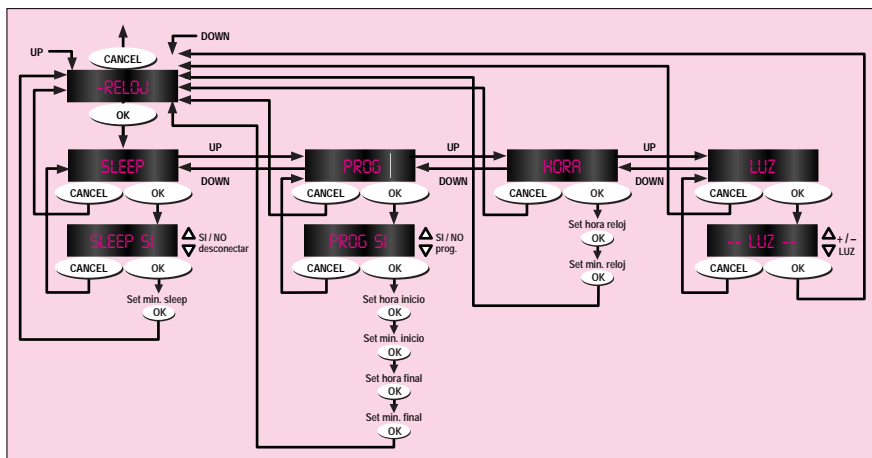 DOWN
UP
CANCEL
-RELOJ
OK
UP
UP
UP
SLEEP
PROG
HORA
LUZ
DOWN
DOWN
DOWN
CANCEL OK
CANCEL OK
CANCEL OK
CANCEL OK
SLEEP SI
SI / NO
desconectar
PROG SI
SI / NO
prog.
Set hora reloj
OK
Set min. reloj
OK
-- LUZ --
+ / –
LUZ
CANCEL OK
CANCEL OK
CANCEL OK
Set min. sleep
OK
Set hora inicio
OK
Set min. inicio
OK
Set hora final
OK
Set min. final
OK